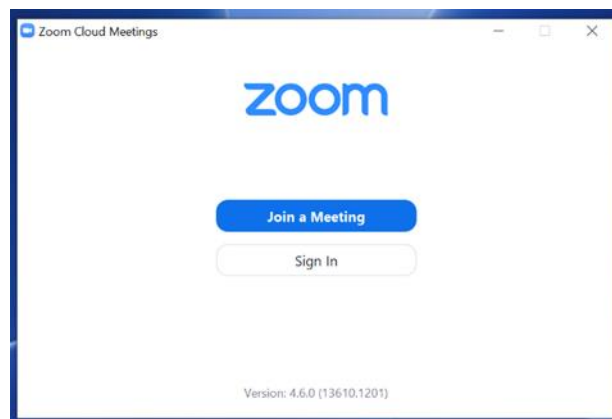 Zoom Cloud Meetings
zoom
Join a Meeting
Sign In
Version: 4.6.0 (13610.1201)